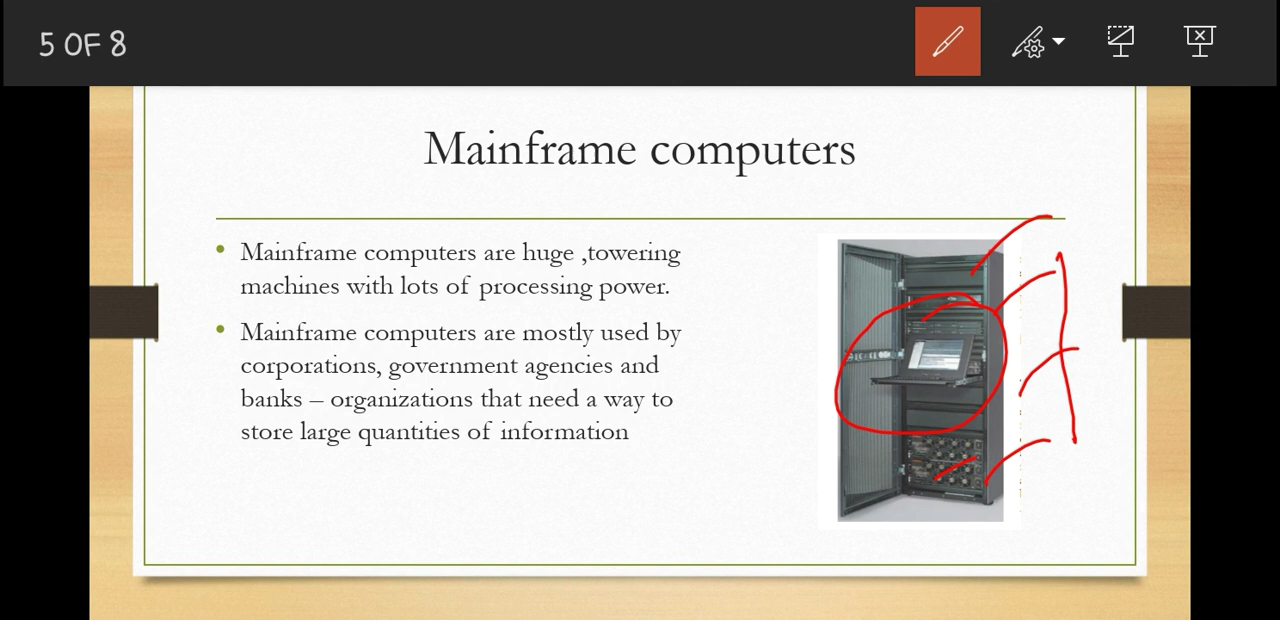 5 OF 8
Mainframe computers
• Mainframe computers are huge ,towering
machines with lots of processing power.
• Mainframe computers are mostly used by
corporations, government agencies and
banks – organizations that need a way to
store large quantities of information